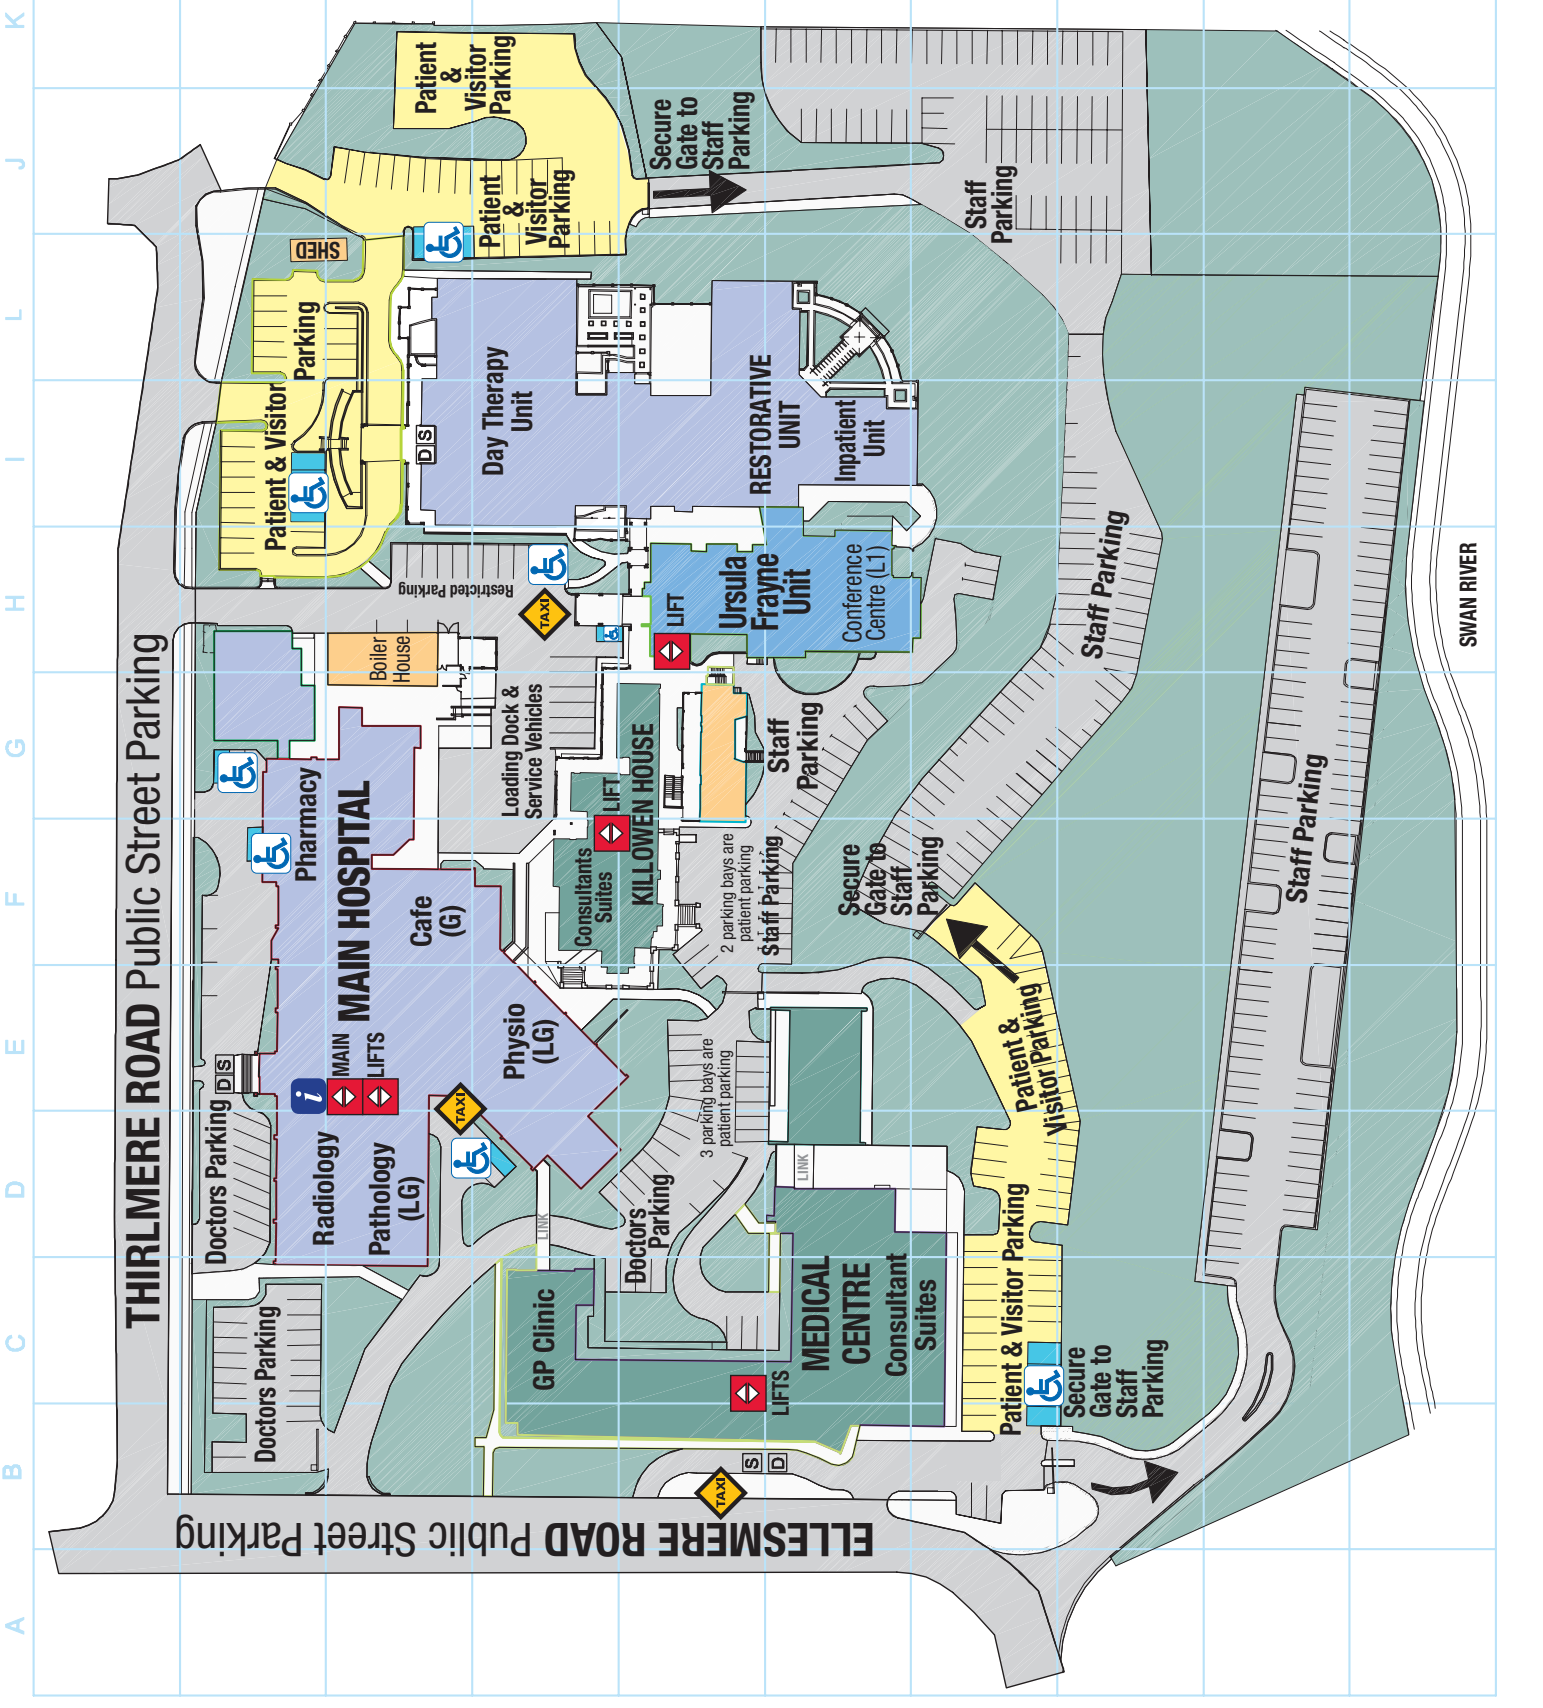 K
J
L
I
H
G
F
E
D
C
B
A
THIRLMERE ROAD Public Street Parking
ELLESMERE ROAD Public Street Parking
SWAN RIVER
Patient
&
Visitor
Parking
Patient
&
Visitor
Parking
Secure
Gate to
Staff
Parking
Staff
Parking
SHED
Patient & Visitor Parking
D S
Day Therapy
Unit
RESTORATIVE
UNIT
Inpatient
Unit
Restricted Parking
TAXI
LIFT
Ursula
Frayne
Unit
Conference
Centre (L1)
Staff Parking
Boiler
House
Loading Dock &
Service Vehicles
Staff
Parking
KILLOWEN HOUSE
LIFT
Consultants
Suites
2 parking bays are
patient parking
Staff Parking
Secure
Gate to
Staff
Parking
Staff Parking
Pharmacy
MAIN HOSPITAL
Cafe
(G)
Physio
(LG)
MAIN
LIFTS
i
D S
TAXI
Radiology
Pathology
(LG)
Doctors Parking
Doctors Parking
3 parking bays are
patient parking
Doctors
Parking
LINK
LINK
Patient &
Visitor Parking
Patient & Visitor Parking
GP Clinic
MEDICAL
CENTRE
Consultant
Suites
LIFTS
Secure
Gate to
Staff
Parking
S
D
TAXI